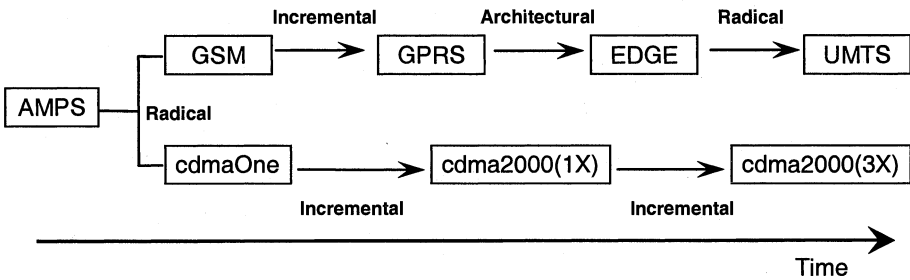 Incremental Architectural Radical
GSM GPRS EDGE UMTS
AMPS
Radical
cdmaOne cdma2000(1X) cdma2000(3X)
Incremental Incremental
Time